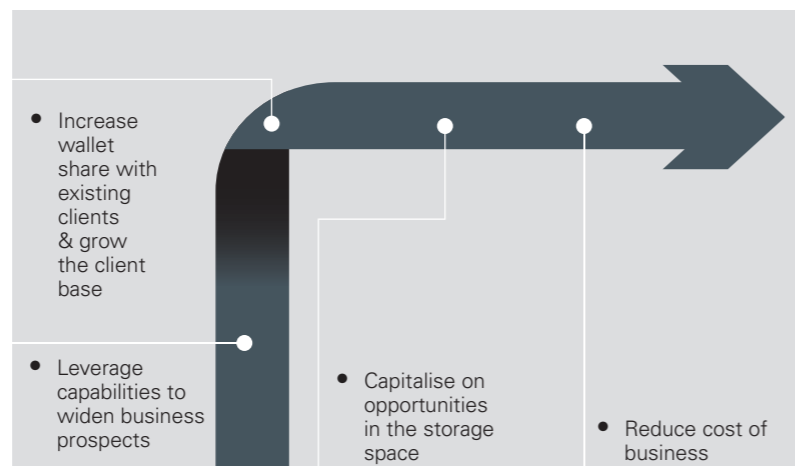 • Increase
wallet
share with
existing
clients
& grow
the client
base
• Leverage
capabilities to
widen business
prospects
• Capitalise on
opportunities
in the storage
space
• Reduce cost of
business